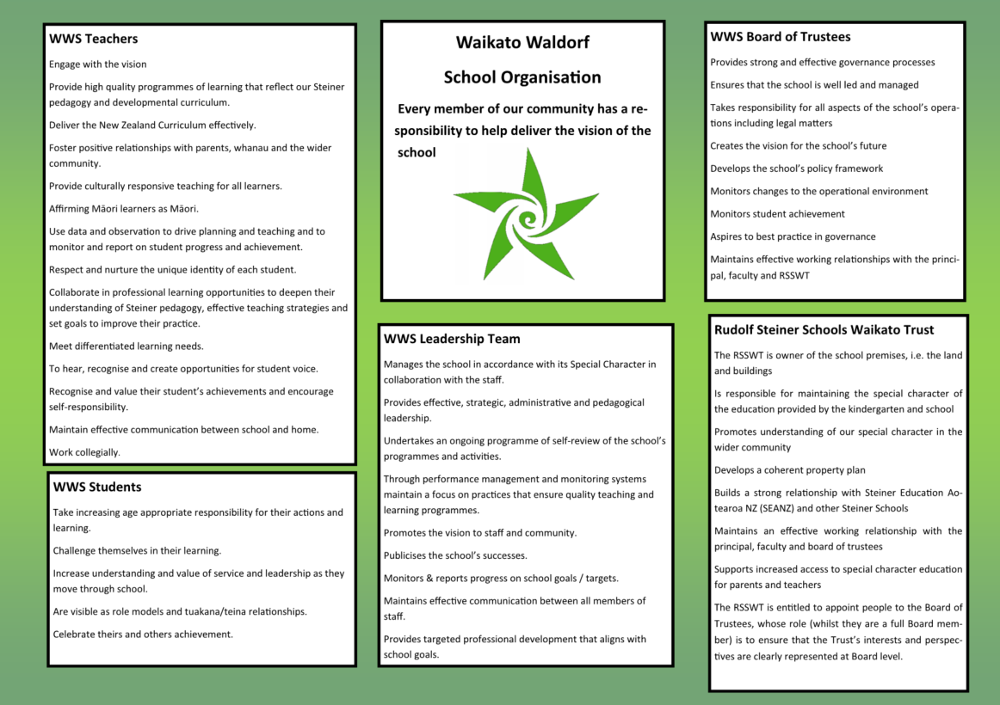 WWS Teachers
Engage with the vision
Provide high quality programmes of learning that reflect our Steiner
pedagogy and developmental curriculum.
Deliver the New Zealand Curriculum effectively.
Foster positive relationships with parents, whanau and the wider
community.
Provide culturally responsive teaching for all learners.
Affirming Māori learners as Māori.
Use data and observation to drive planning and teaching and to
monitor and report on student progress and achievement.
Respect and nurture the unique identity of each student.
Collaborate in professional learning opportunities to deepen their
understanding of Steiner pedagogy, effective teaching strategies and
set goals to improve their practice.
Meet differentiated learning needs.
To hear, recognise and create opportunities for student voice.
Recognise and value their student's achievements and encourage
self-responsibility.
Maintain effective communication between school and home.
Work collegially.
WWS Students
Take increasing age appropriate responsibility for their actions and
learning.
Challenge themselves in their learning.
Increase understanding and value of service and leadership as they
move through school.
Are visible as role models and tuakana/teina relationships.
Celebrate theirs and others achievement.
Waikato Waldorf
School Organisation
Every member of our community has a re-
sponsibility to help deliver the vision of the
school
WWS Leadership Team
Manages the school in accordance with its Special Character in
collaboration with the staff.
Provides effective, strategic, administrative and pedagogical
leadership.
Undertakes an ongoing programme of self-review of the school's
programmes and activities.
Through performance management and monitoring systems
maintain a focus on practices that ensure quality teaching and
learning programmes.
Promotes the vision to staff and community.
Publicises the school's successes.
Monitors & reports progress on school goals / targets.
Maintains effective communication between all members of
staff.
Provides targeted professional development that aligns with
school goals.
WWS Board of Trustees
Provides strong and effective governance processes
Ensures that the school is well led and managed
Takes responsibility for all aspects of the school's opera-
tions including legal matters
Creates the vision for the school's future
Develops the school's policy framework
Monitors changes to the operational environment
Monitors student achievement
Aspires to best practice in governance
Maintains effective working relationships with the princi-
pal, faculty and RSSWT
Rudolf Steiner Schools Waikato Trust
The RSSWT is owner of the school premises, i.e. the land
and buildings
Is responsible for maintaining the special character of
the education provided by the kindergarten and school
Promotes understanding of our special character in the
wider community
Develops a coherent property plan
Builds a strong relationship with Steiner Education Ao-
tearoa NZ (SEANZ) and other Steiner Schools
Maintains an effective working relationship with the
principal, faculty and board of trustees
Supports increased access to special character education
for parents and teachers
The RSSWT is entitled to appoint people to the Board of
Trustees, whose role (whilst they are a full Board mem-
ber) is to ensure that the Trust's interests and perspec-
tives are clearly represented at Board level.